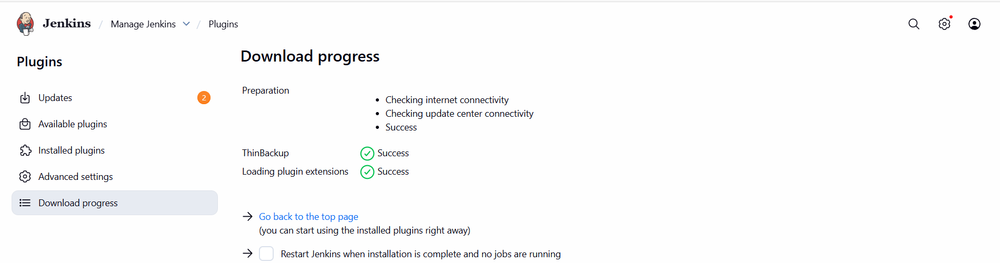 Jenkins / Manage Jenkins / Plugins
Plugins
Updates 2
Available plugins
Installed plugins
Advanced settings
Download progress
Download progress
Preparation
• Checking internet connectivity
• Checking update center connectivity
• Success
ThinBackup Success
Loading plugin extensions Success
→ Go back to the top page
(you can start using the installed plugins right away)
→ Restart Jenkins when installation is complete and no jobs are running